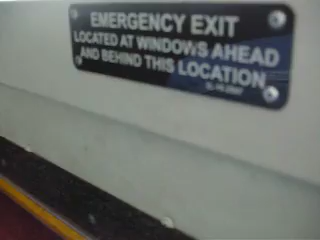 EMERGENCY EXIT
LOCATED AT WINDOWS AHEAD
AND BEHIND THIS LOCATION